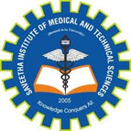 SAVEETHA INSTITUTE OF MEDICAL AND TECHNICAL SCIENCES
2005
Knowledge Conquers All